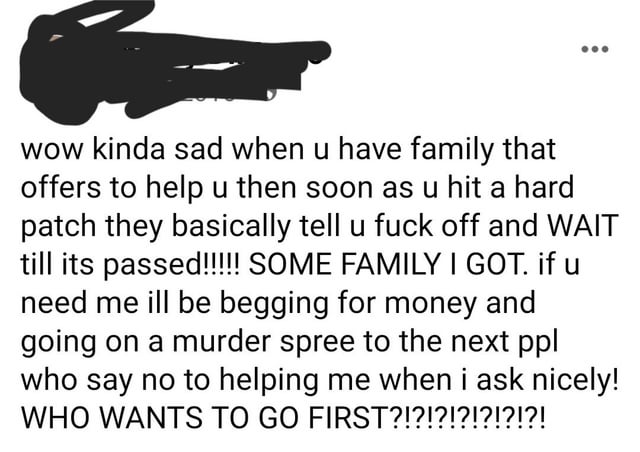 wow kinda sad when u have family that
offers to help u then soon as u hit a hard
patch they basically tell u fuck off and WAIT
till its passed!!!!! SOME FAMILY I GOT. if u
need me ill be begging for money and
going on a murder spree to the next ppl
who say no to helping me when i ask nicely!
WHO WANTS TO GO FIRST?!?!?!?!?!?!?!